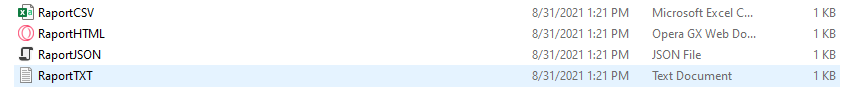 RaportCSV 8/31/2021 1:21 PM Microsoft Excel C... 1 KB
RaportHTML 8/31/2021 1:21 PM Opera GX Web Do... 1 KB
RaportJSON 8/31/2021 1:21 PM JSON File 1 KB
RaportTXT 8/31/2021 1:21 PM Text Document 1 KB